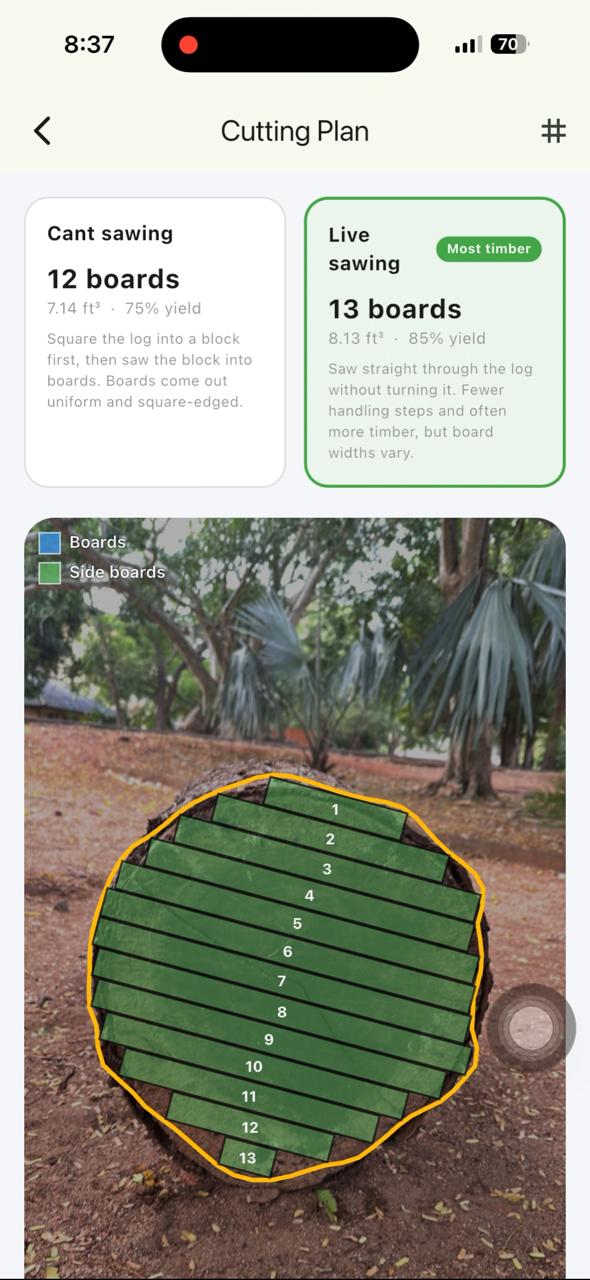 8:37
70
Cutting Plan
Cant sawing
12 boards
7.14 ft³ · 75% yield
Square the log into a block
first, then saw the block into
boards. Boards come out
uniform and square-edged.
Live
sawing
Most timber
13 boards
8.13 ft³ · 85% yield
Saw straight through the log
without turning it. Fewer
handling steps and often
more timber, but board
widths vary.
Boards
Side boards
1
2
3
4
5
6
7
8
9
10
11
12
13